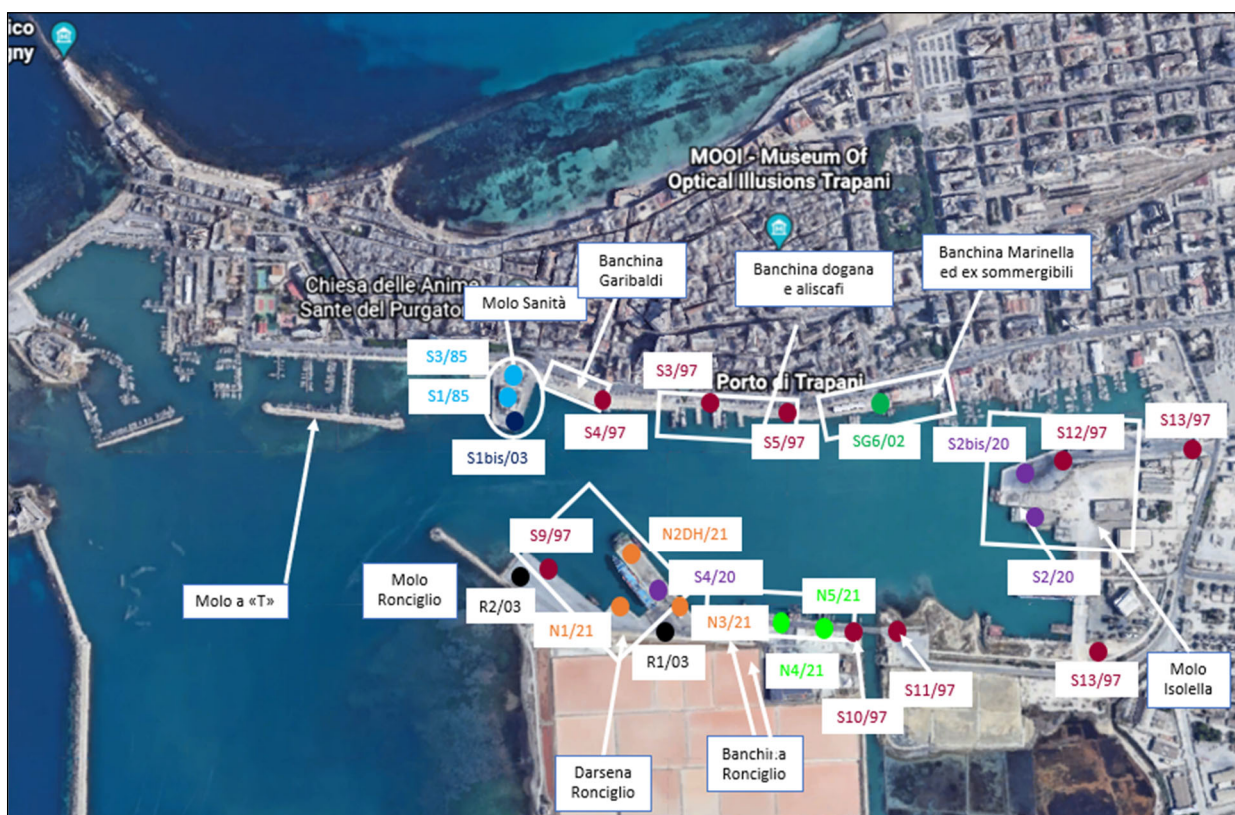 ico
gny
MOOI - Museum Of
Optical Illusions Trapani
Banchina
Garibaldi
Banchina dogana
e aliscafi
Banchina Marinella
ed ex sommergibili
Chiesa delle Anime
Sante del Purgato
Molo Sanità
S3/85
S1/85
S3/97
Porto di Trapani
S4/97
S5/97
SG6/02
S1bis/03
S2bis/20
S12/97
S13/97
S9/97
N2DH/21
Molo
Ronciglio
R2/03
S4/20
S2/20
Molo a «T»
N5/21
N1/21
N3/21
R1/03
N4/21
S13/97
Molo
Isolella
S11/97
S10/97
Darsena
Ronciglio
Banchina
Ronciglio